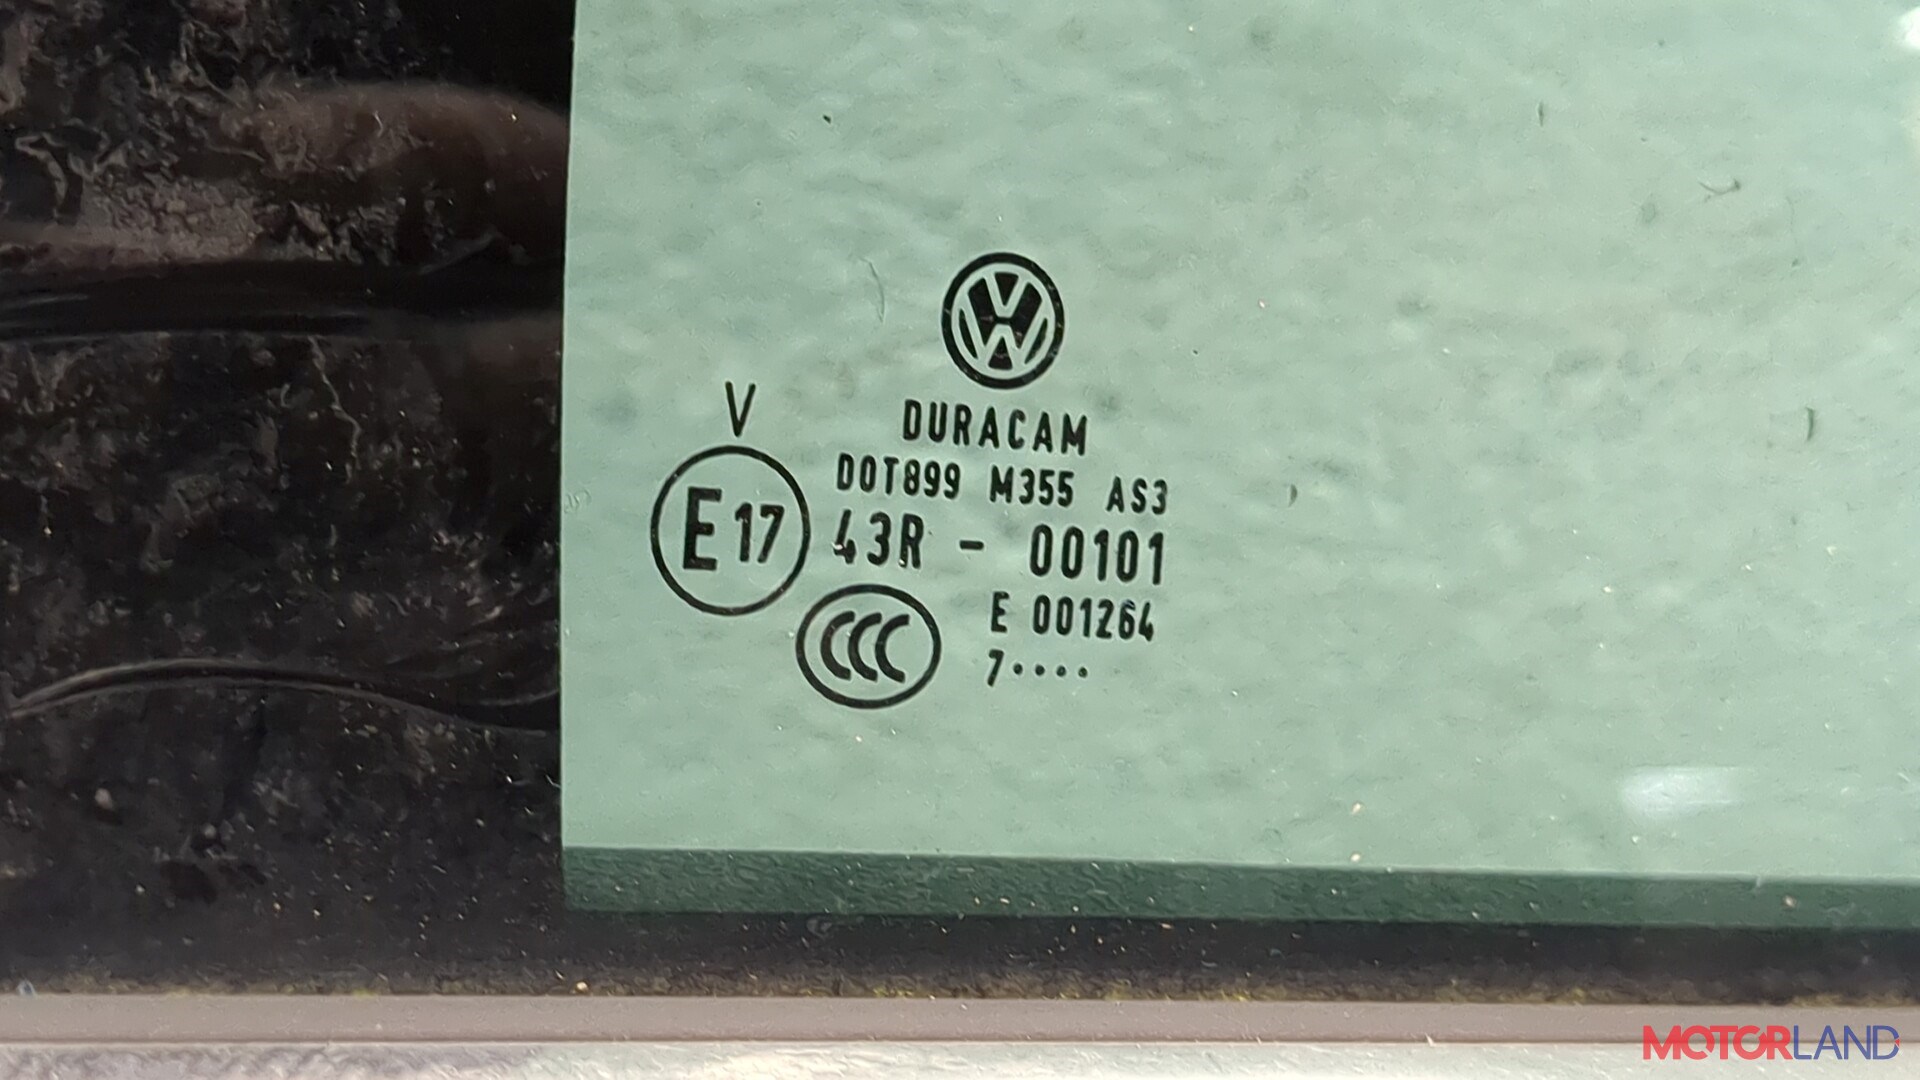 VW
DURACAM
V
DOT899 M355 AS3
E17
43R - 00101
CCC
E 001264
7••••
MOTORLAND